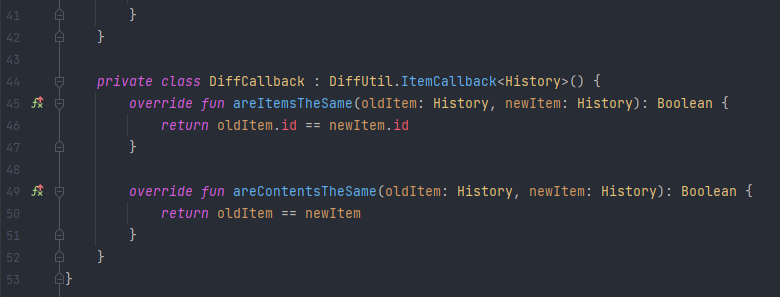 41 }
42 }
43
44 private class DiffCallback : DiffUtil.ItemCallback<History>() {
45 override fun areItemsTheSame(oldItem: History, newItem: History): Boolean {
46 return oldItem.id == newItem.id
47 }
48
49 override fun areContentsTheSame(oldItem: History, newItem: History): Boolean {
50 return oldItem == newItem
51 }
52 }
53 }